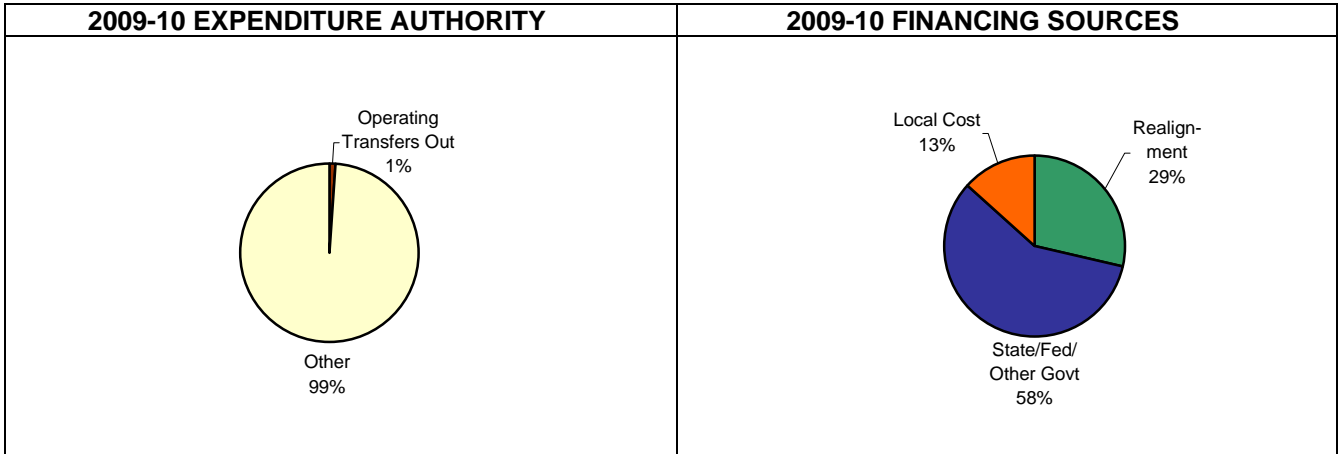 2009-10 EXPENDITURE AUTHORITY
2009-10 FINANCING SOURCES
Operating
Transfers Out
1%
Other
99%
Local Cost
13%
Realign-
ment
29%
State/Fed/
Other Govt
58%